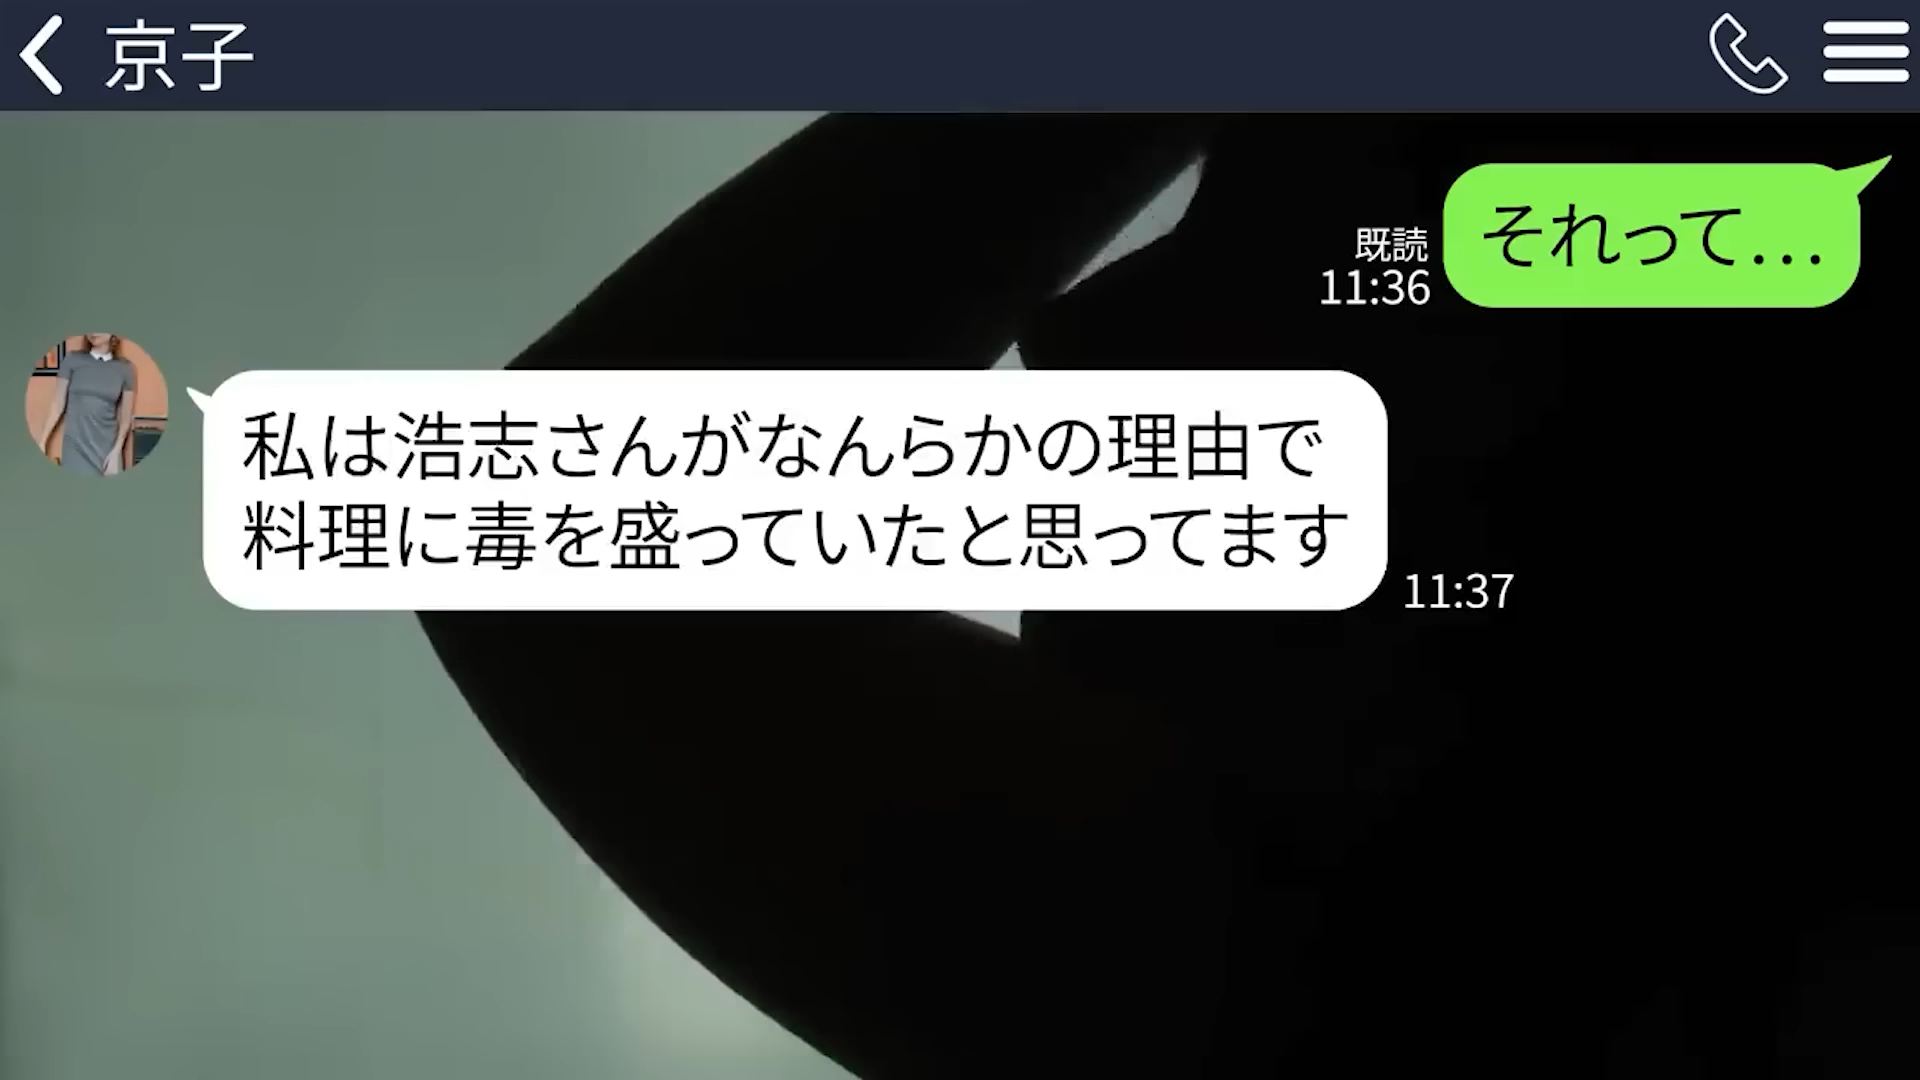 京子
それって...
既読
11:36
私は浩志さんがなんらかの理由で
料理に毒を盛っていたと思ってます
11:37